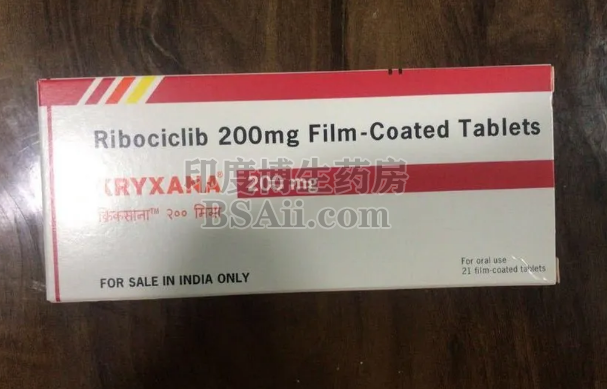 Ribociclib 200mg Film-Coated Tablets
印度博生药房
KRYXANA® 200 mg
BSAii.com
क्रिक्साना™ २०० मिग्रा
FOR SALE IN INDIA ONLY
For oral use
21 film-coated tablets